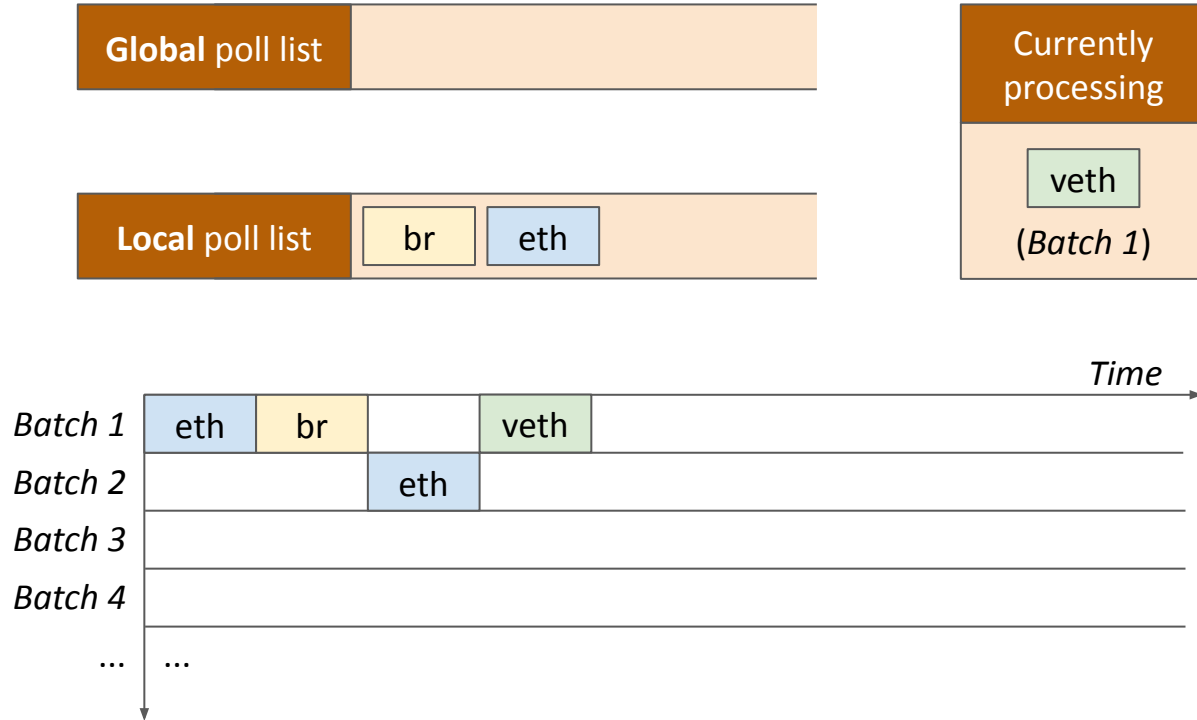 Global poll list
Currently
processing
Local poll list
br
eth
veth
(Batch 1)
Time
Batch 1
eth
br
veth
Batch 2
eth
Batch 3
Batch 4
...
...